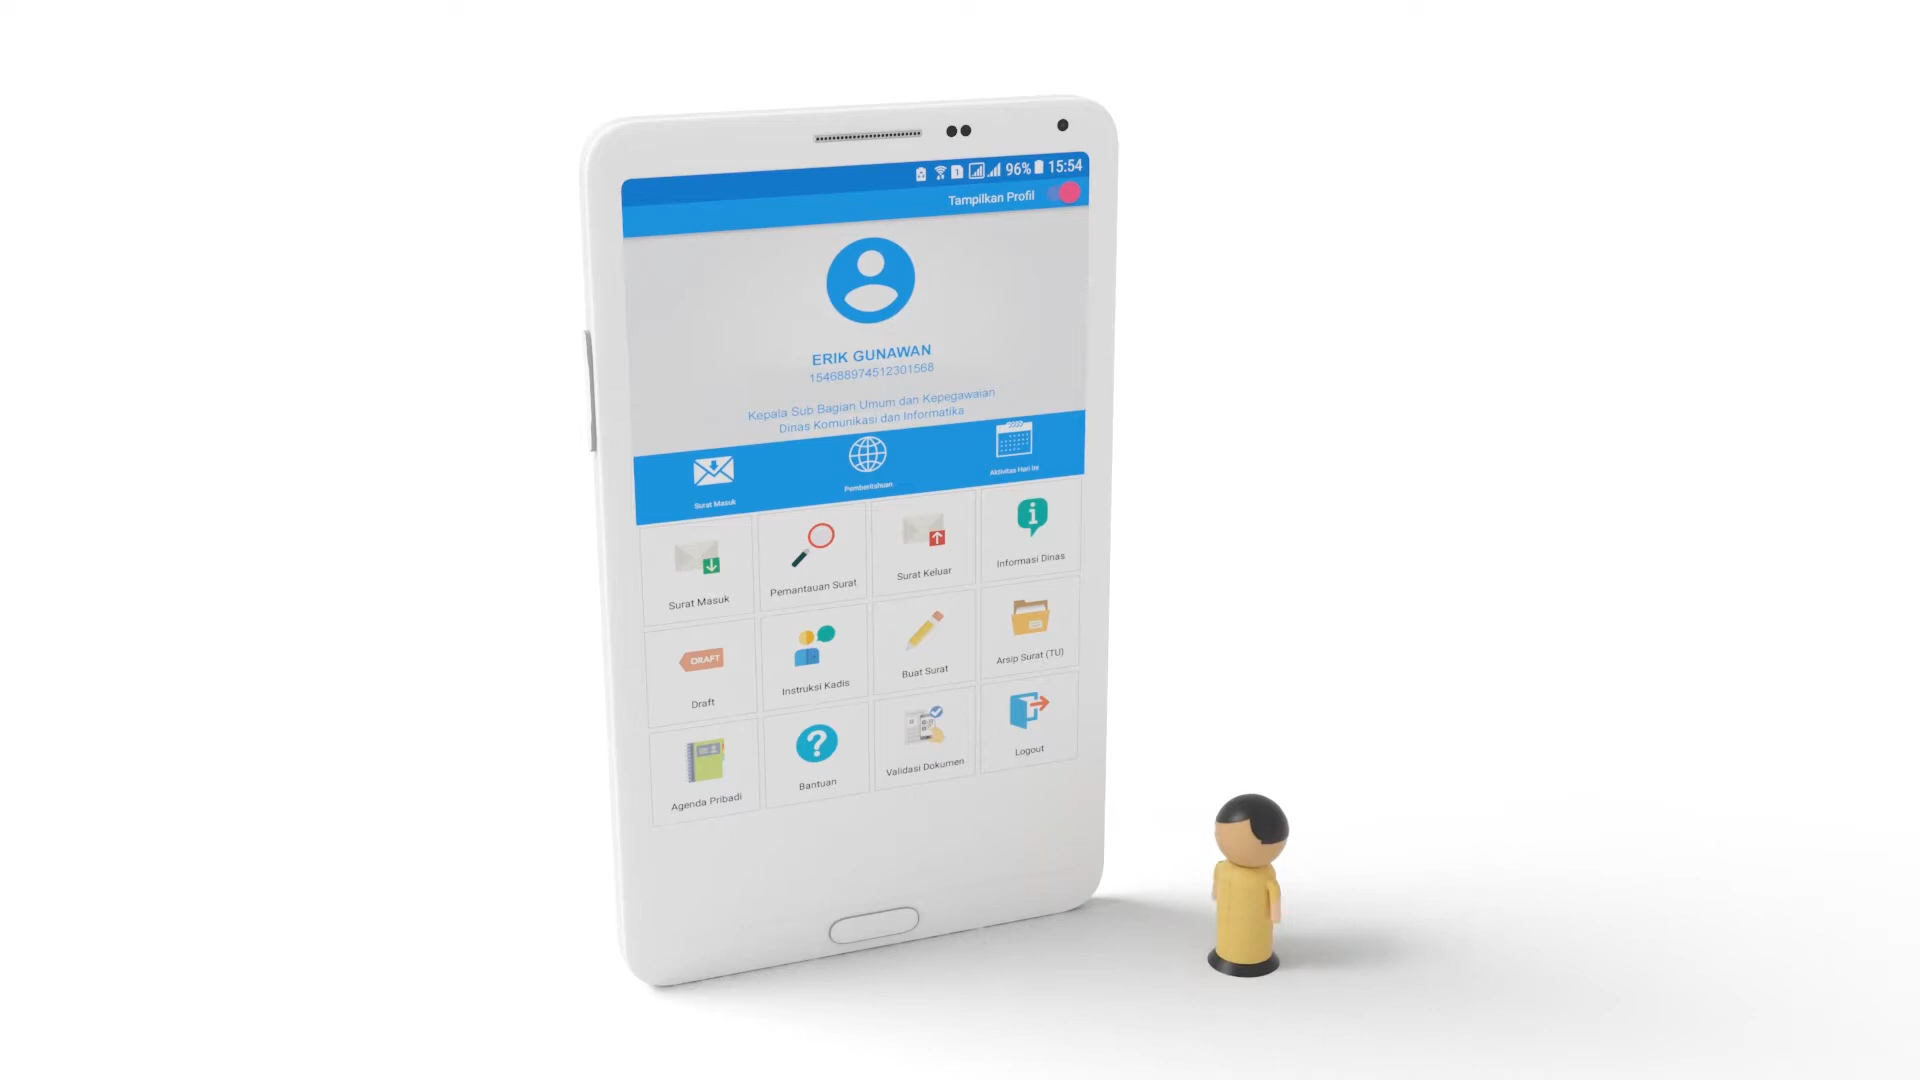 96% 15:54
Tampilkan Profil
ERIK GUNAWAN
154688974512301568
Kepala Sub Bagian Umum dan Kepegawaian
Dinas Komunikasi dan Informatika
Surat Masuk
Pemberitahuan
Aktivitas Hari Ini
Surat Masuk
Pemantauan Surat
Surat Keluar
Informasi Dinas
DRAFT
Draft
Instruksi Kadis
Buat Surat
Arsip Surat (TU)
Agenda Pribadi
Bantuan
Validasi Dokumen
Logout